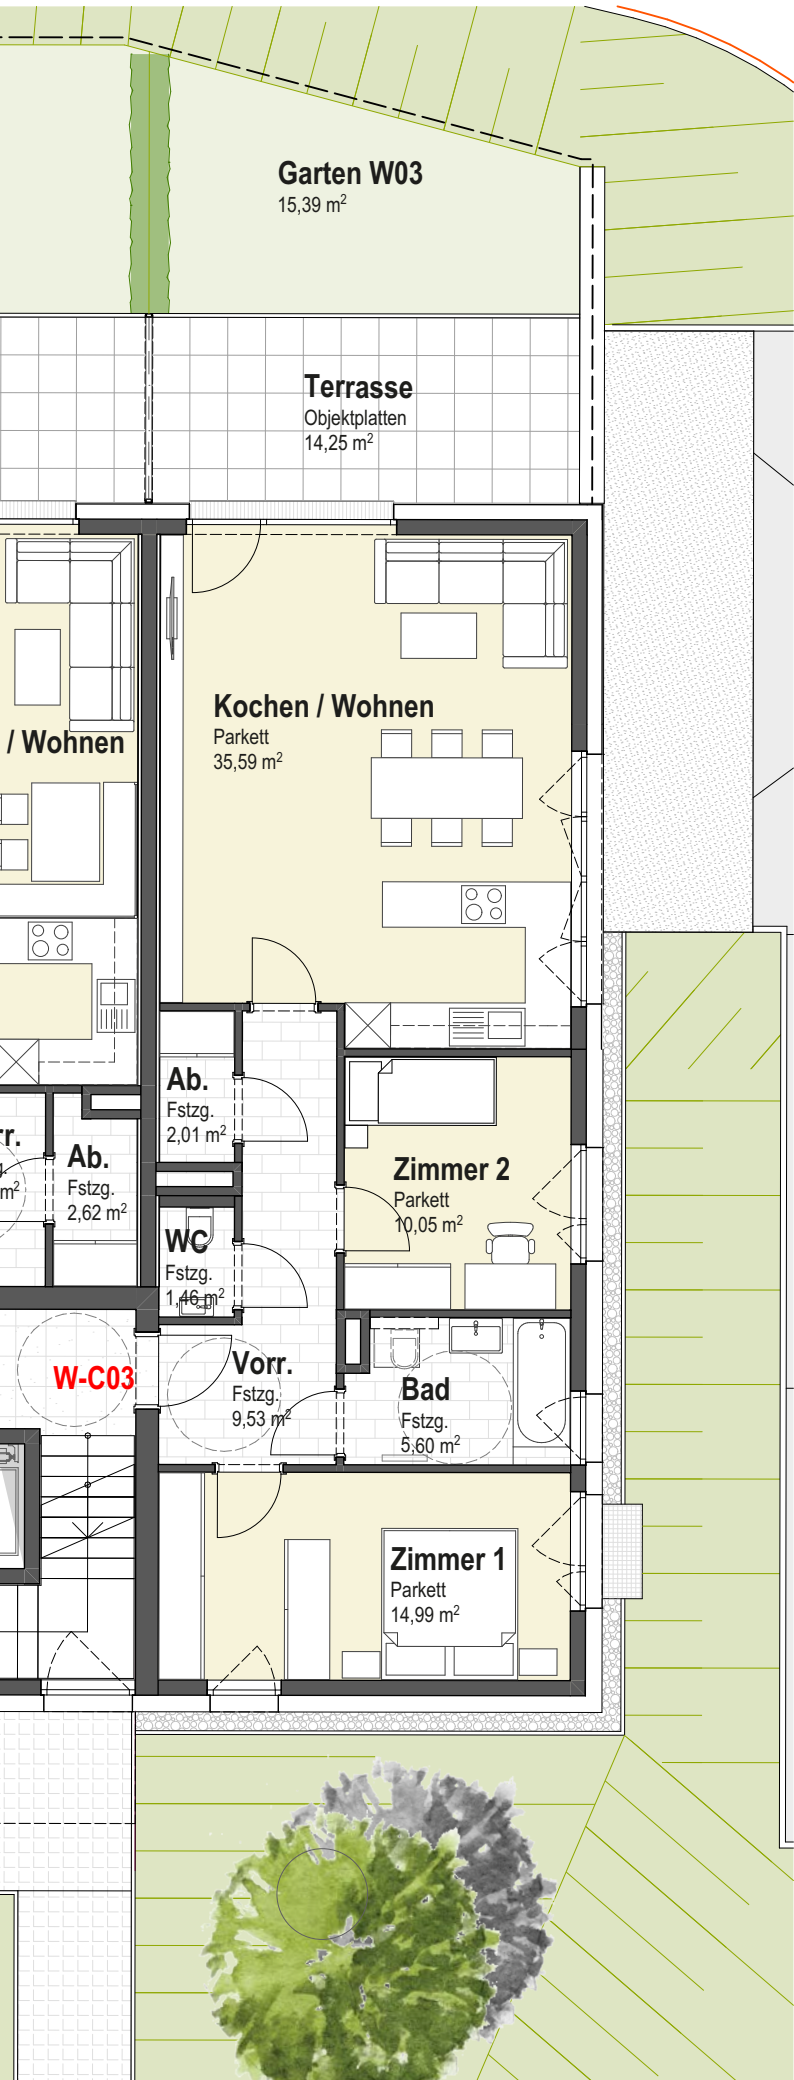 Garten W03
15,39 m²
Terrasse
Objektplatten
14,25 m²
Kochen / Wohnen
Parkett
35,59 m²
/ Wohnen
Ab.
Fstzg.
2,01 m²
rr.
g.
m²
Ab.
Fstzg.
2,62 m²
Zimmer 2
Parkett
10,05 m²
WC
Fstzg.
1,46 m²
W-C03
Vorr.
Fstzg.
9,53 m²
Bad
Fstzg.
5,60 m²
Zimmer 1
Parkett
14,99 m²